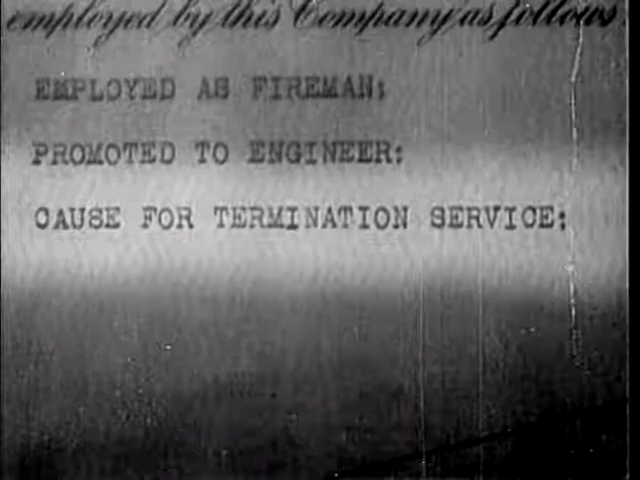 employed by this Company as follows
EMPLOYED AS FIREMAN;
PROMOTED TO ENGINEER:
CAUSE FOR TERMINATION SERVICE;